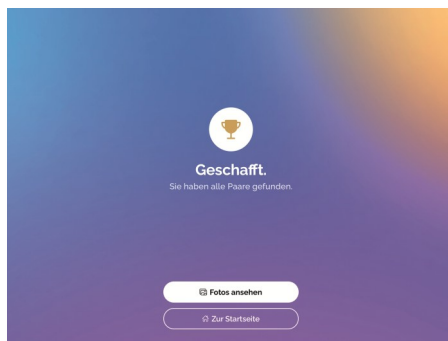 Geschafft.
Sie haben alle Paare gefunden.
Fotos ansehen
Zur Startseite